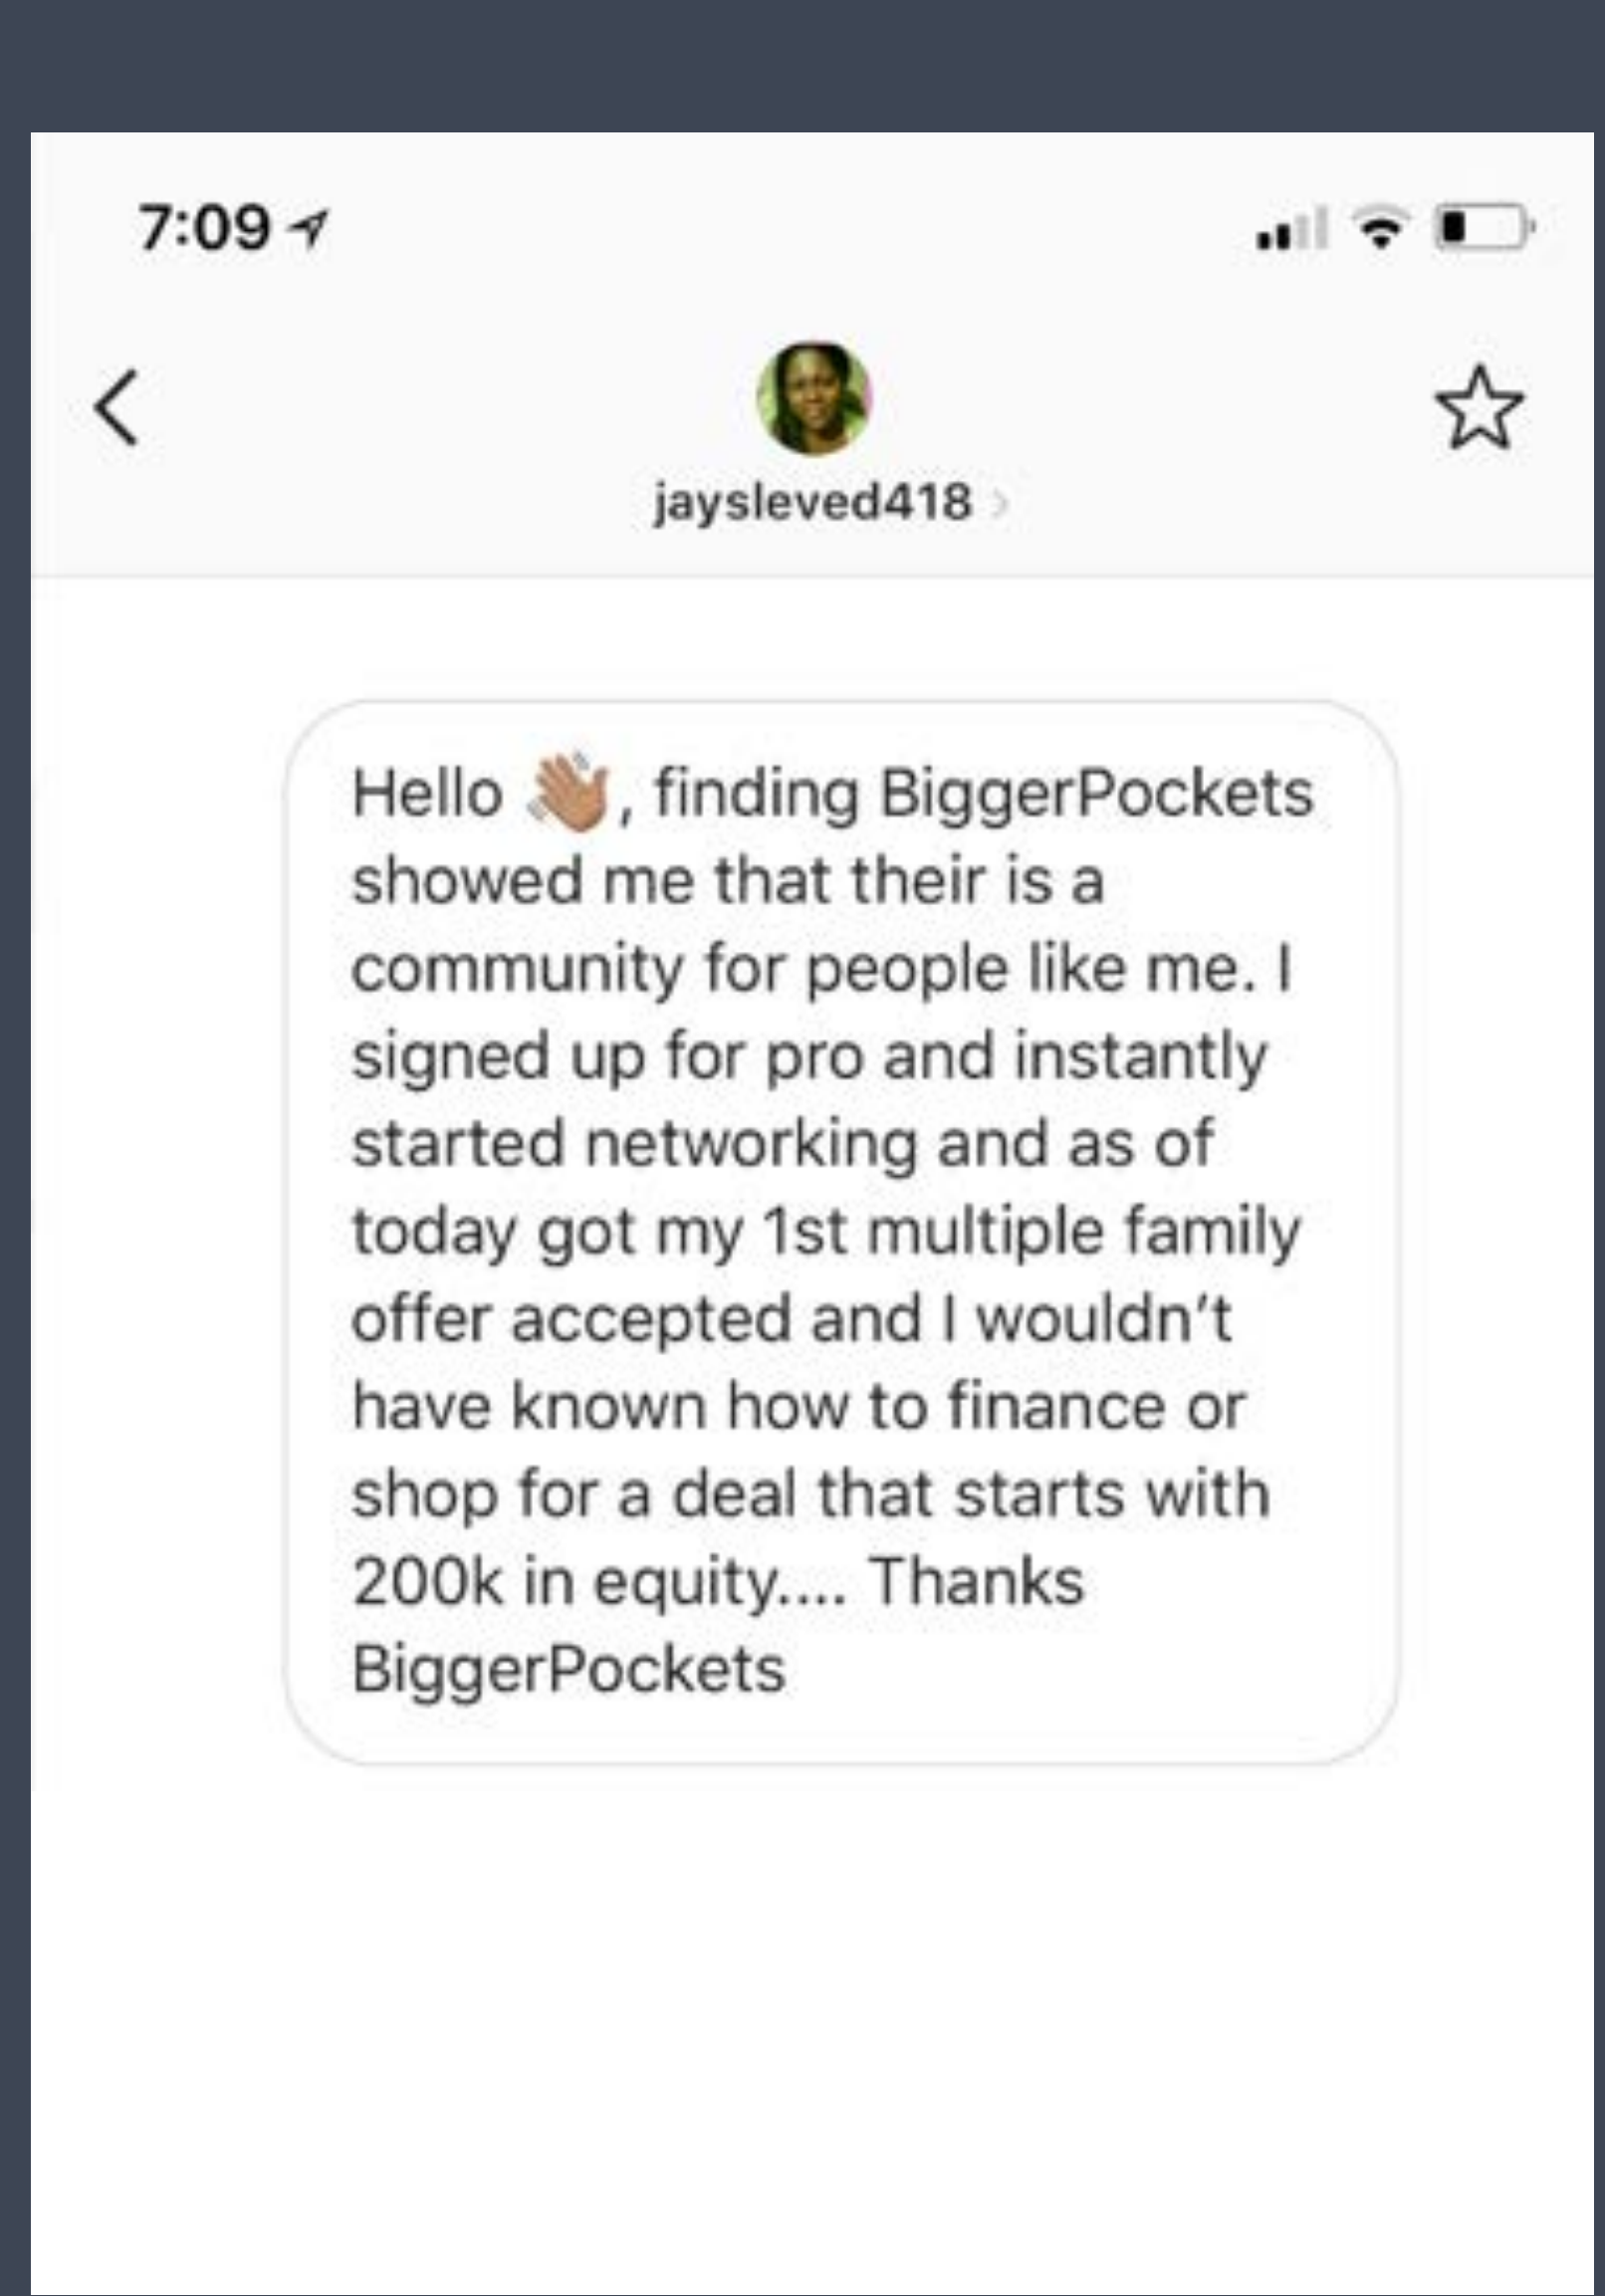 7:09
jaysleved418
Hello 👋🏽, finding BiggerPockets
showed me that their is a
community for people like me. I
signed up for pro and instantly
started networking and as of
today got my 1st multiple family
offer accepted and I wouldn't
have known how to finance or
shop for a deal that starts with
200k in equity.... Thanks
BiggerPockets